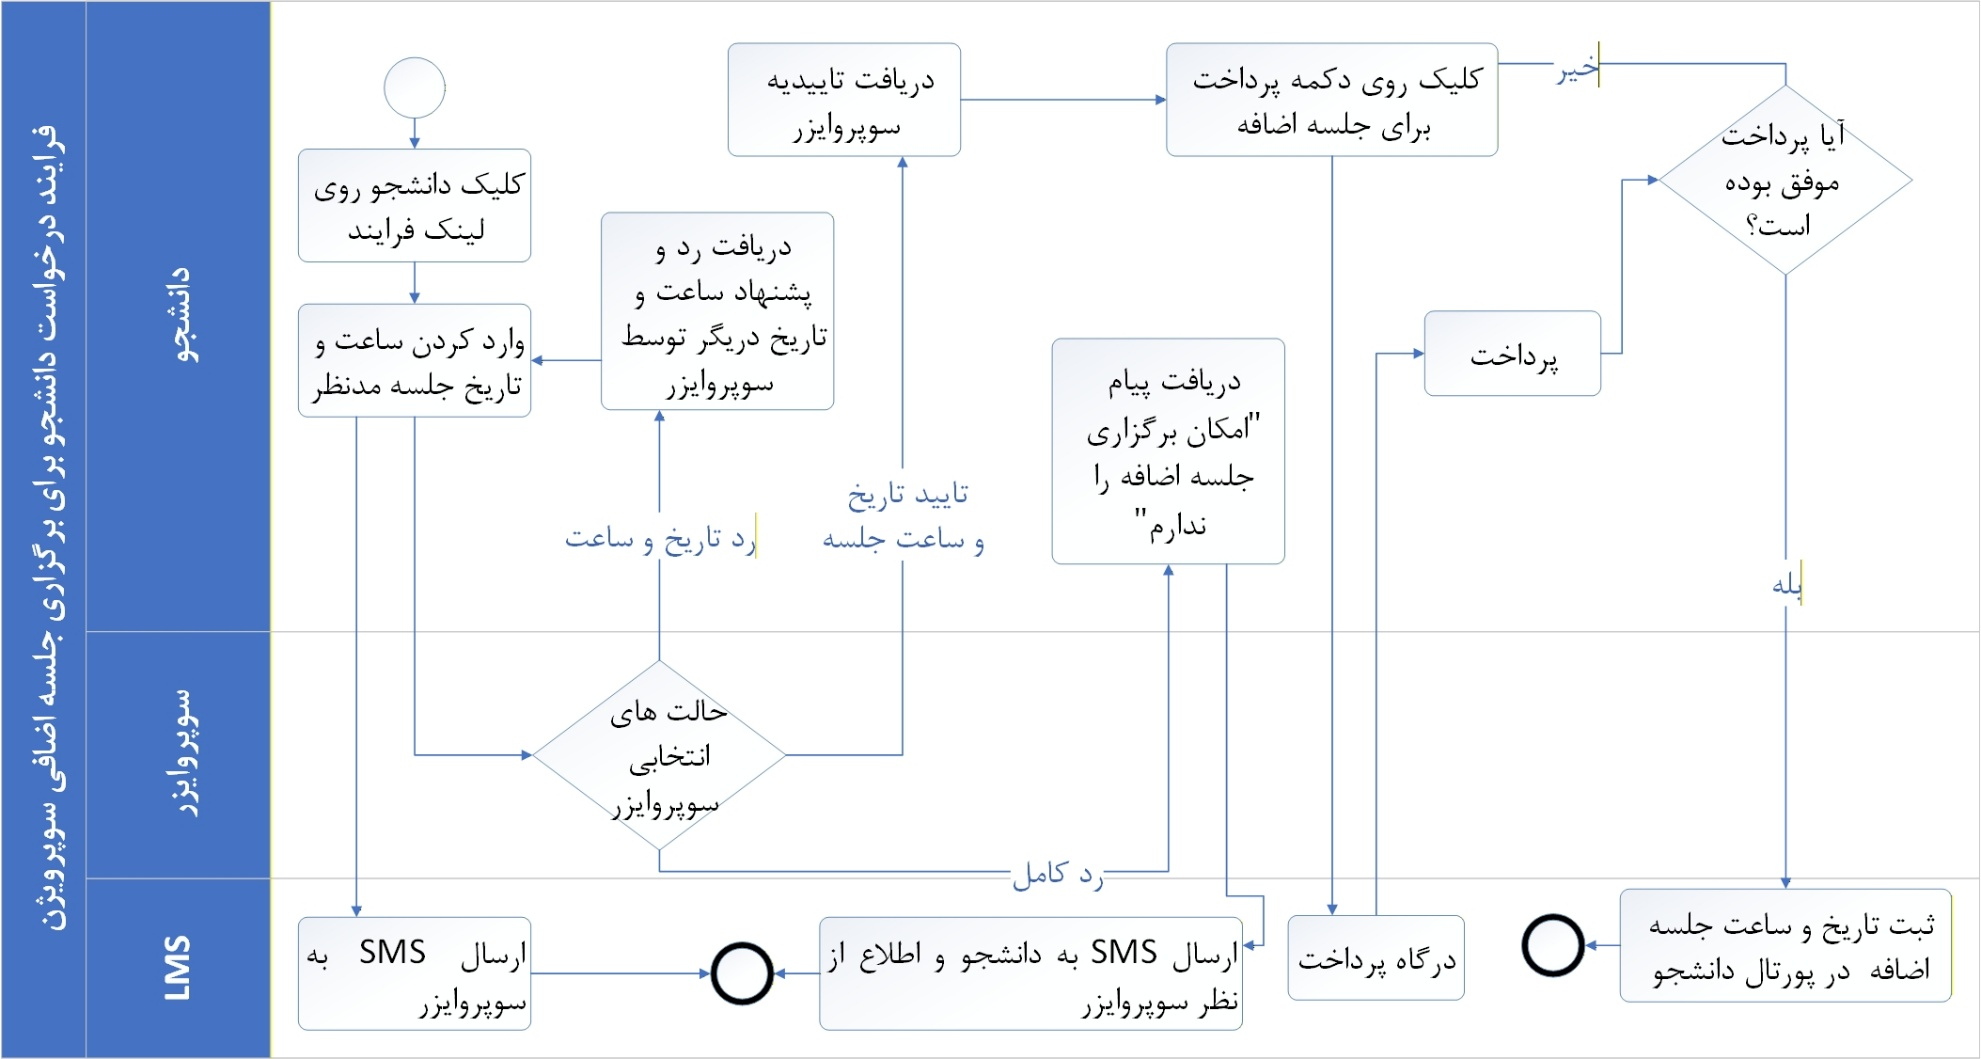 فرایند درخواست دانشجو برای برگزاری جلسه اضافی سوپرویژن
دانشجو
کلیک دانشجو روی
لینک فرایند
وارد کردن ساعت و
تاریخ جلسه مدنظر
دریافت رد و
پشنهاد ساعت و
تاریخ دریگر توسط
سوپروایزر
دریافت تاییدیه
سوپروایزر
کلیک روی دکمه پرداخت
برای جلسه اضافه
خیر
آیا پرداخت
موفق بوده
است؟
پرداخت
دریافت پیام
"امکان برگزاری
جلسه اضافه را
ندارم"
رد تاریخ و ساعت
تایید تاریخ
و ساعت جلسه
بله
سوپروایزر
حالت های
انتخابی
سوپروایزر
رد کامل
LMS
ارسال SMS به
سوپروایزر
ارسال SMS به دانشجو و اطلاع از
نظر سوپروایزر
درگاه پرداخت
ثبت تاریخ و ساعت جلسه
اضافه در پورتال دانشجو